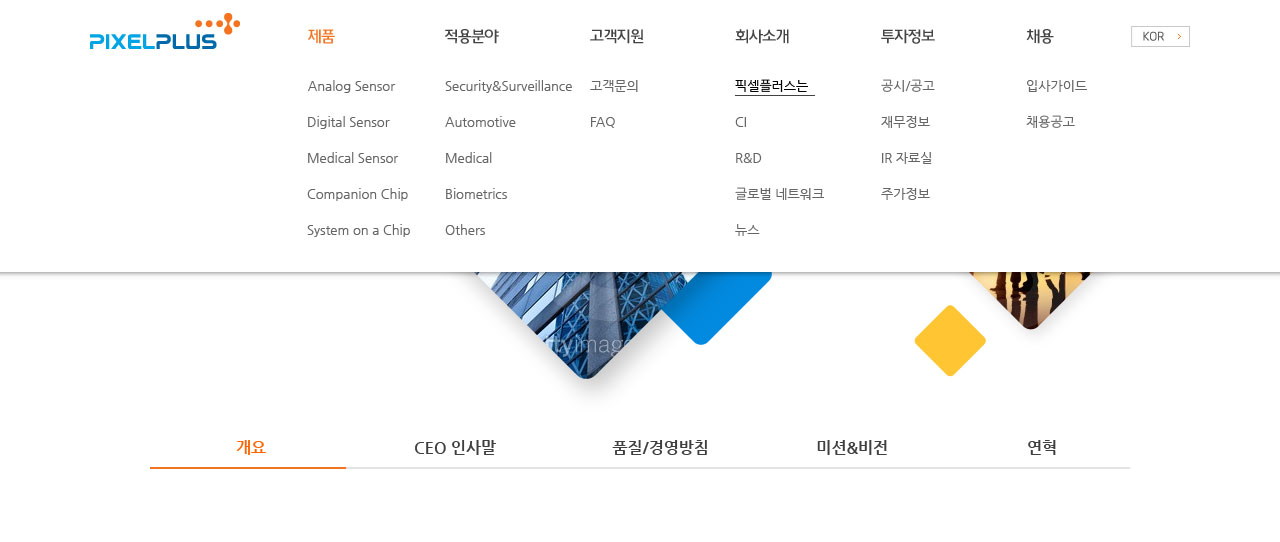 PIXELPLUS
제품 적용분야 고객지원 회사소개 투자정보 채용 KOR
Analog Sensor Security&Surveillance 고객문의 픽셀플러스는 공시/공고 입사가이드
Digital Sensor Automotive FAQ CI 재무정보 채용공고
Medical Sensor Medical R&D IR 자료실
Companion Chip Biometrics 글로벌 네트워크 주가정보
System on a Chip Others 뉴스
개요 CEO 인사말 품질/경영방침 미션&비전 연혁